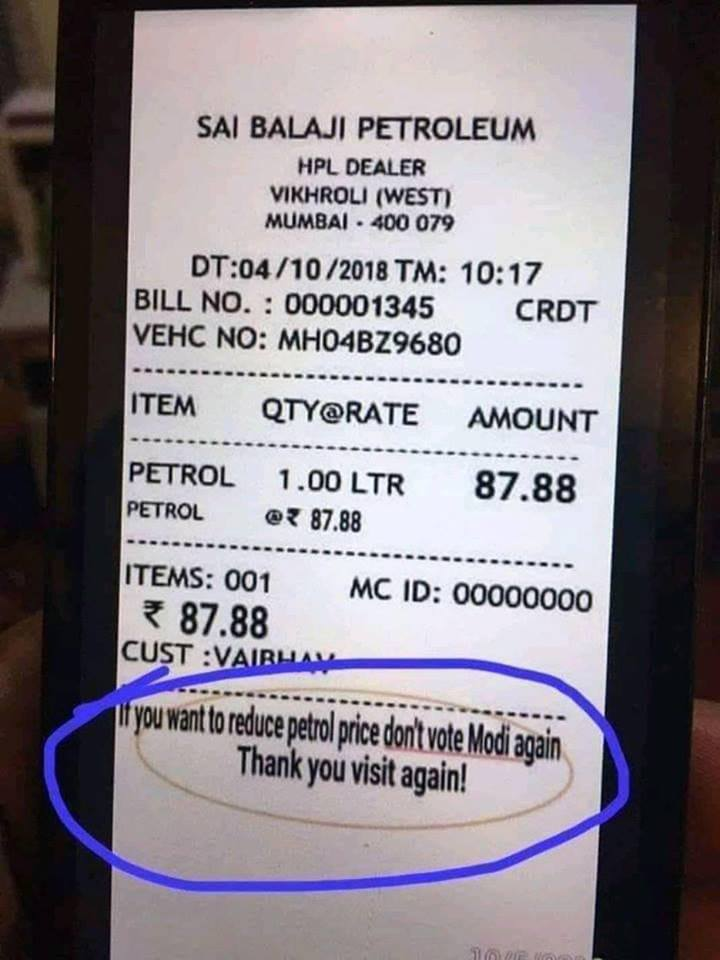 SAI BALAJI PETROLEUM
HPL DEALER
VIKHROLI (WEST)
MUMBAI - 400 079
DT:04/10/2018 TM: 10:17
BILL NO. : 000001345 CRDT
VEHC NO: MH04BZ9680
ITEM QTY@RATE AMOUNT
PETROL 1.00 LTR 87.88
PETROL @₹ 87.88
ITEMS: 001 MC ID: 00000000
₹ 87.88
CUST :VAIBHAV
If you want to reduce petrol price don't vote Modi again
Thank you visit again!